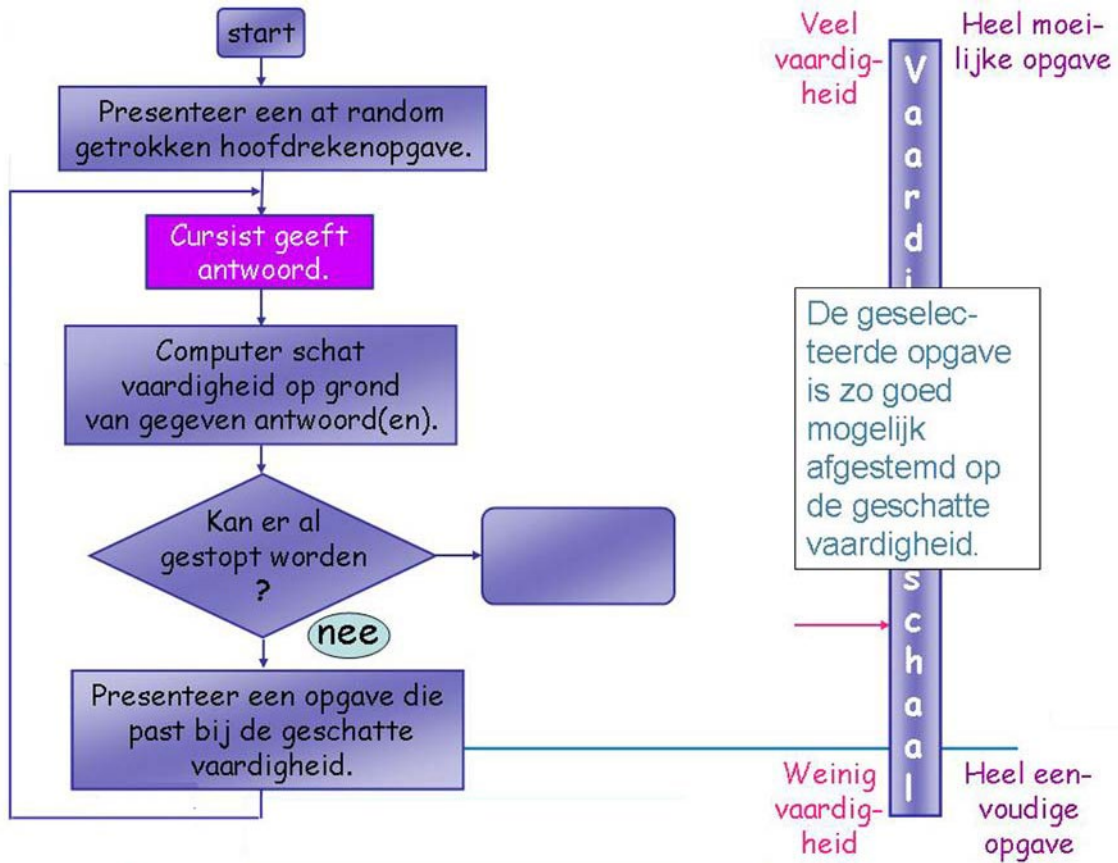 start
Presenteer een at random
getrokken hoofdrekenopgave.
Cursist geeft
antwoord.
Computer schat
vaardigheid op grond
van gegeven antwoord(en).
Kan er al
gestopt worden
?
nee
Presenteer een opgave die
past bij de geschatte
vaardigheid.
Veel
vaardig-
heid
Heel moei-
lijke opgave
V
a
a
r
d
i
De geselec-
teerde opgave
is zo goed
mogelijk
afgestemd op
de geschatte
vaardigheid.
s
c
h
a
a
l
Weinig
vaardig-
heid
Heel een-
voudige
opgave